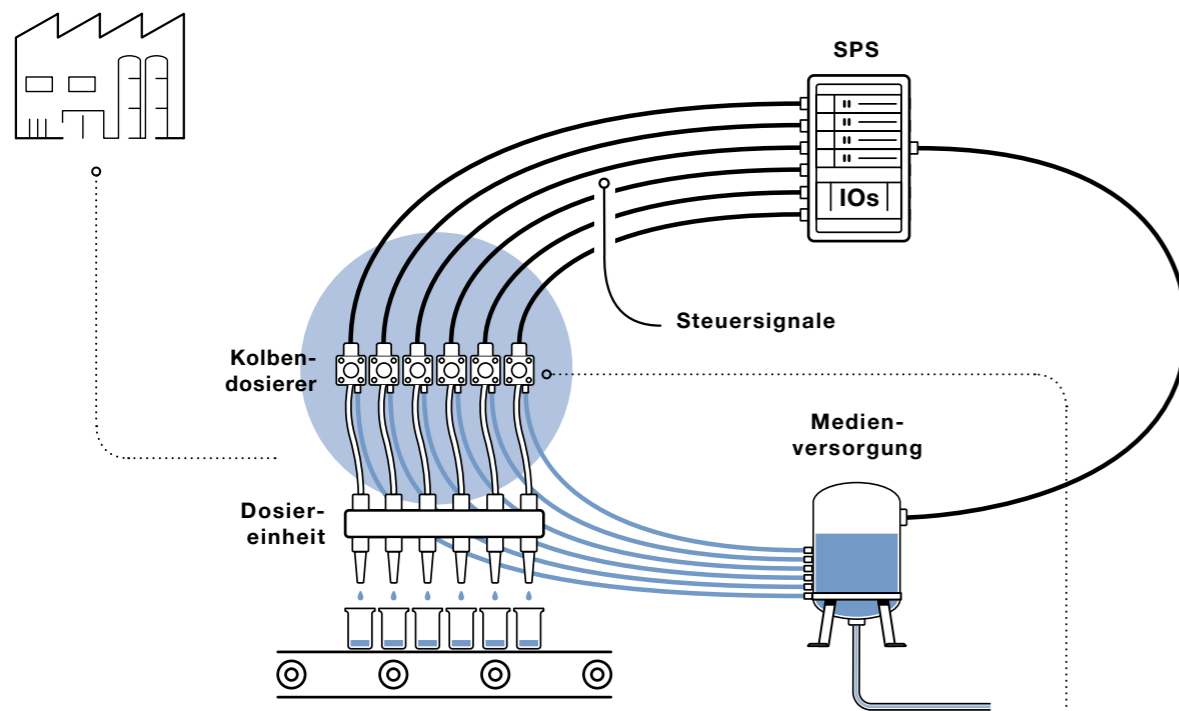 SPS
IOs
Steuersignale
Kolben-
dosierer
Medien-
versorgung
Dosier-
einheit